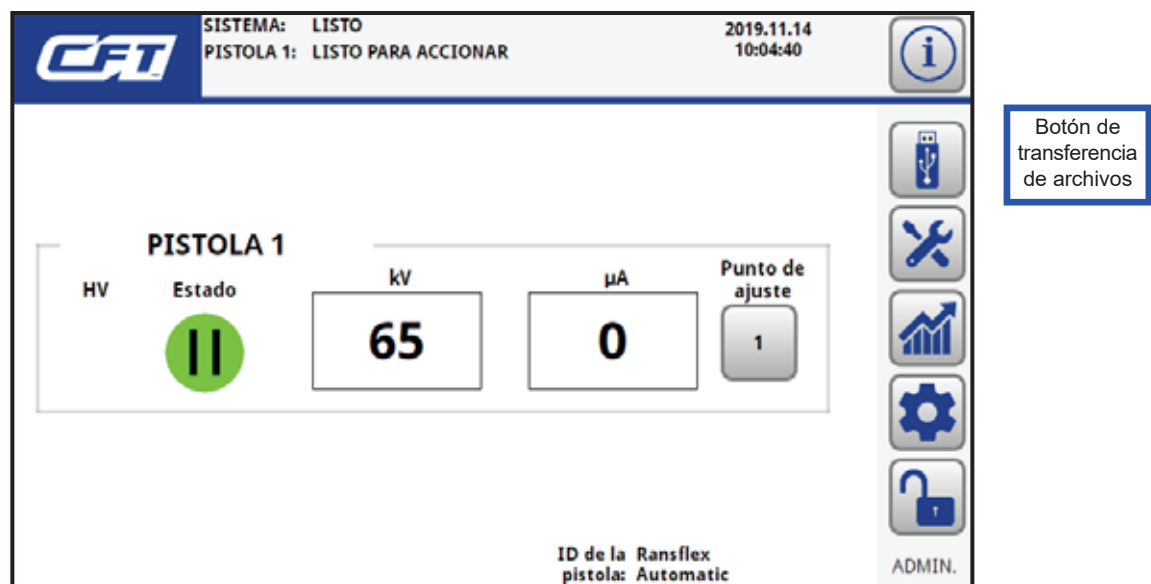 CFT
SISTEMA: LISTO
PISTOLA 1: LISTO PARA ACCIONAR
2019.11.14
10:04:40
i
Botón de
transferencia
de archivos
PISTOLA 1
HV
Estado
kV
µA
Punto de
ajuste
65
0
1
ID de la Ransflex
pistola: Automatic
ADMIN.